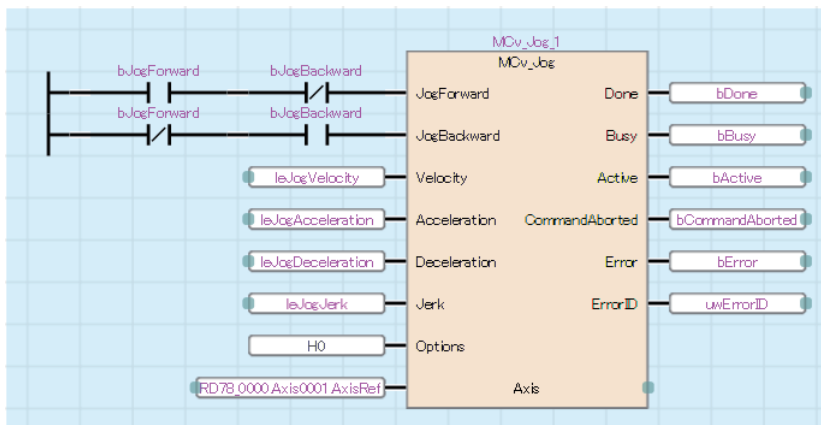 MCv_Jog_1
MCv_Jog
bJogForward bJogBackward
JogForward Done bDone
bJogForward bJogBackward
JogBackward Busy bBusy
leJogVelocity Velocity Active bActive
leJogAcceleration Acceleration CommandAborted bCommandAborted
leJogDeceleration Deceleration Error bError
leJogJerk Jerk ErrorID uwErrorID
H0 Options
RD78_0000.Axis0001.AxisRef Axis